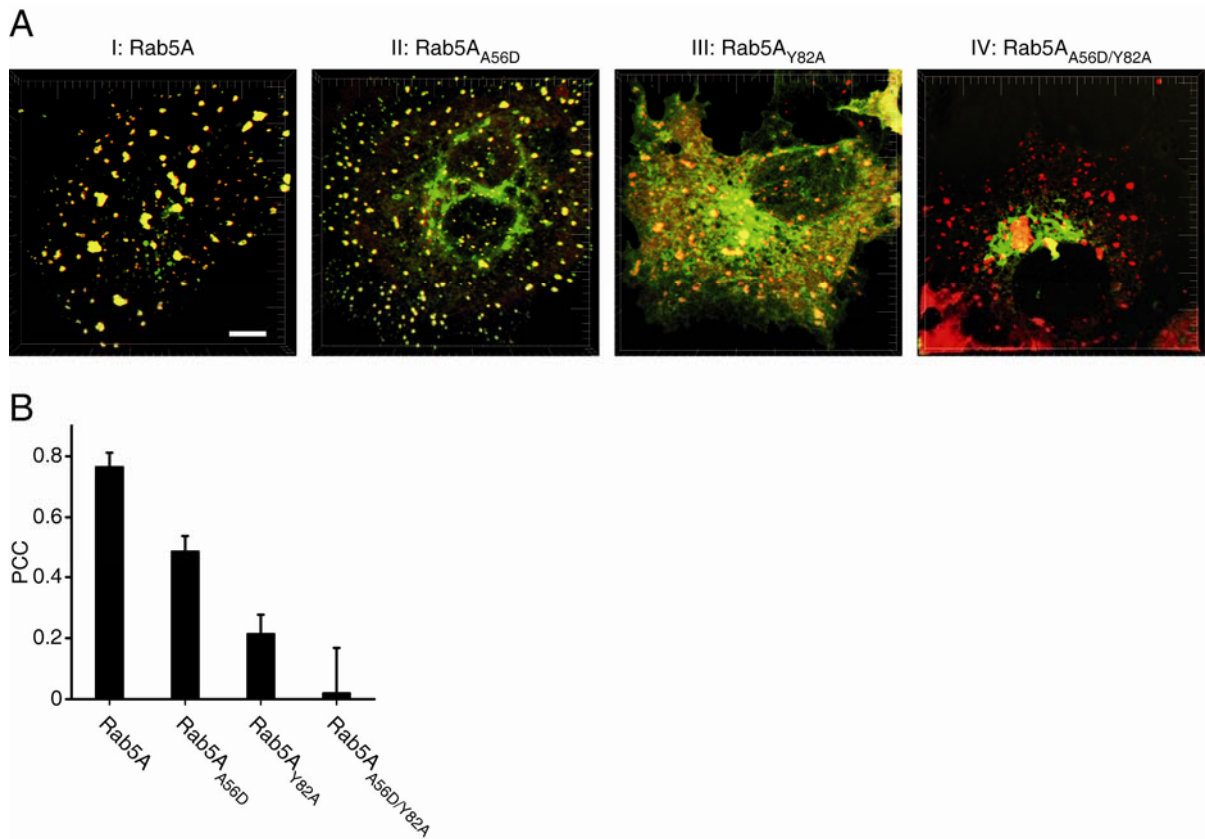 A
I: Rab5A
II: Rab5A A56D
III: Rab5A Y82A
IV: Rab5A A56D/Y82A
B
0.8
0.6
0.4
0.2
0
PCC
Rab5A
Rab5A A56D
Rab5A Y82A
Rab5A A56D/Y82A